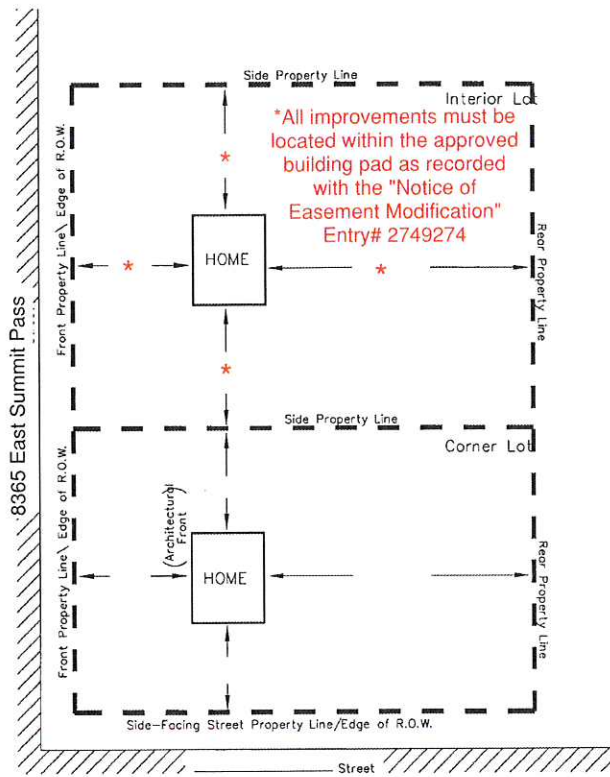 Side Property Line
Interior Lot
*All improvements must be
located within the approved
building pad as recorded
with the "Notice of
Easement Modification"
Entry# 2749274
*
*
*
*
HOME
Front Property Line\ Edge of R.O.W.
Rear Property Line
8365 East Summit Pass
Side Property Line
Corner Lot
(Architectural
Front)
HOME
Front Property Line\ Edge of R.O.W.
Rear Property Line
Side-Facing Street Property Line/Edge of R.O.W.
Street